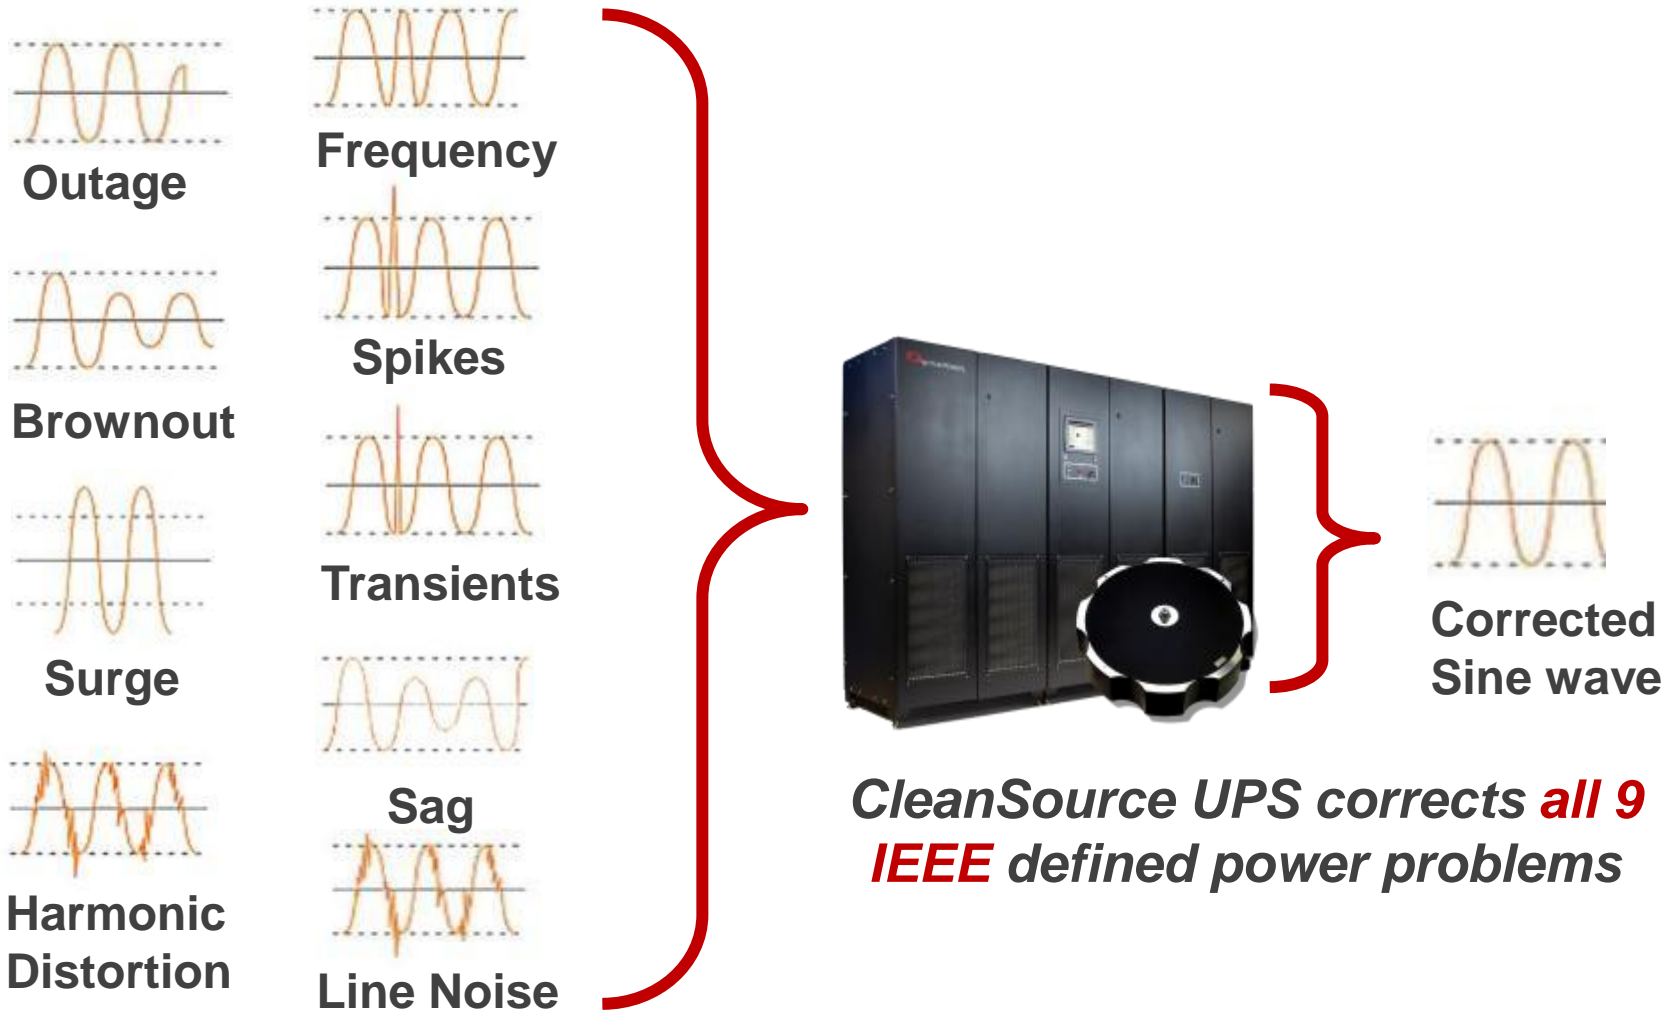 Outage
Brownout
Surge
Harmonic
Distortion
Frequency
Spikes
Transients
Sag
Line Noise
Corrected
Sine wave
CleanSource UPS corrects all 9
IEEE defined power problems